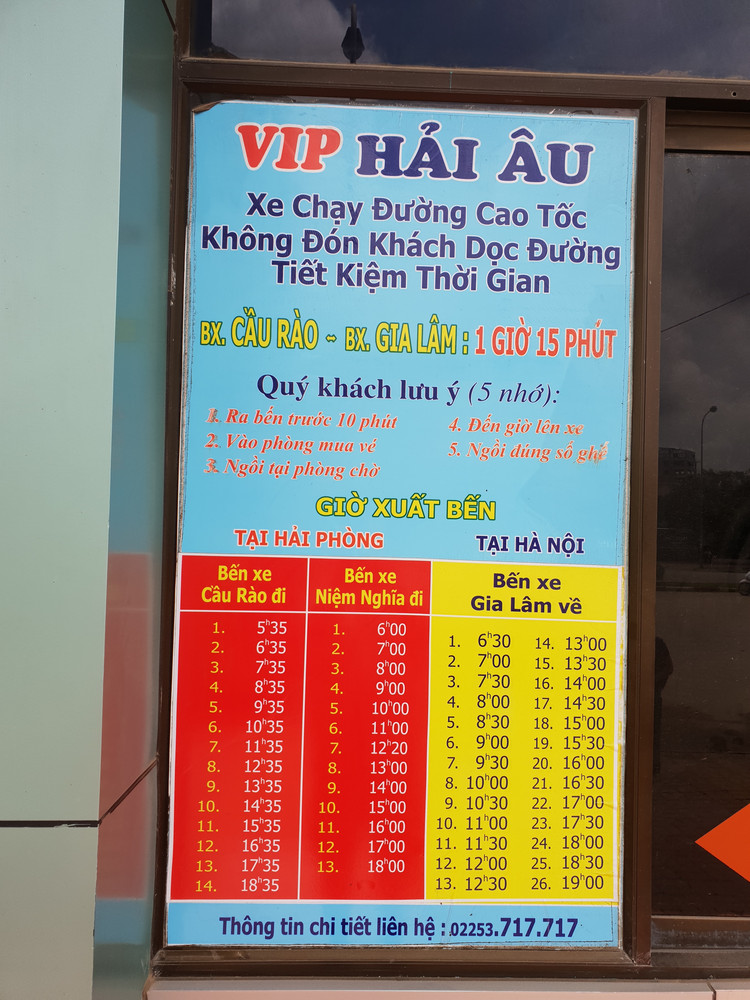 VIP HẢI ÂU
Xe Chạy Đường Cao Tốc
Không Đón Khách Dọc Đường
Tiết Kiệm Thời Gian
BX. CẦU RÀO ~ BX. GIA LÂM : 1 GIỜ 15 PHÚT
Quý khách lưu ý (5 nhớ):
1. Ra bến trước 10 phút
2. Vào phòng mua vé
3. Ngồi tại phòng chờ
4. Đến giờ lên xe
5. Ngồi đúng số ghế
GIỜ XUẤT BẾN
TẠI HẢI PHÒNG
Bến xe
Cầu Rào đi
1. 5h35
2. 6h35
3. 7h35
4. 8h35
5. 9h35
6. 10h35
7. 11h35
8. 12h35
9. 13h35
10. 14h35
11. 15h35
12. 16h35
13. 17h35
14. 18h35
Bến xe
Niệm Nghĩa đi
1. 6h00
2. 7h00
3. 8h00
4. 9h00
5. 10h00
6. 11h00
7. 12h20
8. 13h00
9. 14h00
10. 15h00
11. 16h00
12. 17h00
13. 18h00
TẠI HÀ NỘI
Bến xe
Gia Lâm về
1. 6h30
2. 7h00
3. 7h30
4. 8h00
5. 8h30
6. 9h00
7. 9h30
8. 10h00
9. 10h30
10. 11h00
11. 11h30
12. 12h00
13. 12h30
14. 13h00
15. 13h30
16. 14h00
17. 14h30
18. 15h00
19. 15h30
20. 16h00
21. 16h30
22. 17h00
23. 17h30
24. 18h00
25. 18h30
26. 19h00
Thông tin chi tiết liên hệ : 02253.717.717